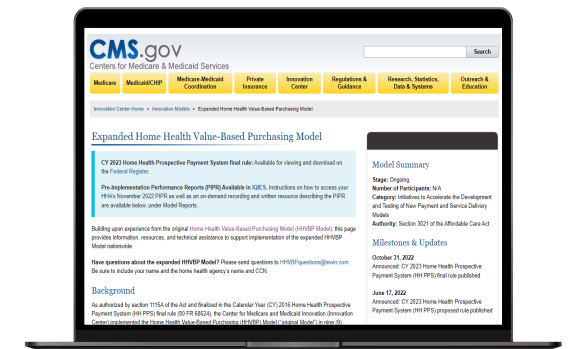 CMS.gov
Centers for Medicare & Medicaid Services
Search
Medicare
Medicaid/CHIP
Medicare-Medicaid
Coordination
Private
Insurance
Innovation
Center
Regulations &
Guidance
Research, Statistics,
Data & Systems
Outreach &
Education
Innovation Center Home > Innovation Models > Expanded Home Health Value-Based Purchasing Model
Expanded Home Health Value-Based Purchasing Model
CY 2023 Home Health Prospective Payment System final rule: Available for viewing and download on
the Federal Register.
Pre-Implementation Performance Reports (PIPR) Available in iQIES. Instructions on how to access your
HHA's November 2022 PIPR as well as an on-demand recording and written resource describing the PIPR
are available below, under Model Reports.
Building upon experience from the original Home Health Value-Based Purchasing Model (HHVBP Model), this page
provides information, resources, and technical assistance to support implementation of the expanded HHVBP
Model nationwide.
Have questions about the expanded HHVBP Model? Please send questions to HHVBPquestions@lewin.com.
Be sure to include your name and the home health agency's name and CCN.
Background
As authorized by section 1115A of the Act and finalized in the Calendar Year (CY) 2016 Home Health Prospective
Payment System (HH PPS) final rule (80 FR 68624), the Center for Medicare and Medicaid Innovation (Innovation
Center) implemented the Home Health Value-Based Purchasing (HHVBP) Model ("original Model") in nine (9)
Model Summary
Stage: Ongoing
Number of Participants: N/A
Category: Initiatives to Accelerate the Development
and Testing of New Payment and Service Delivery
Models
Authority: Section 3021 of the Affordable Care Act
Milestones & Updates
October 31, 2022
Announced: CY 2023 Home Health Prospective
Payment System (HH PPS) final rule published
June 17, 2022
Announced: CY 2023 Home Health Prospective
Payment System (HH PPS) proposed rule published